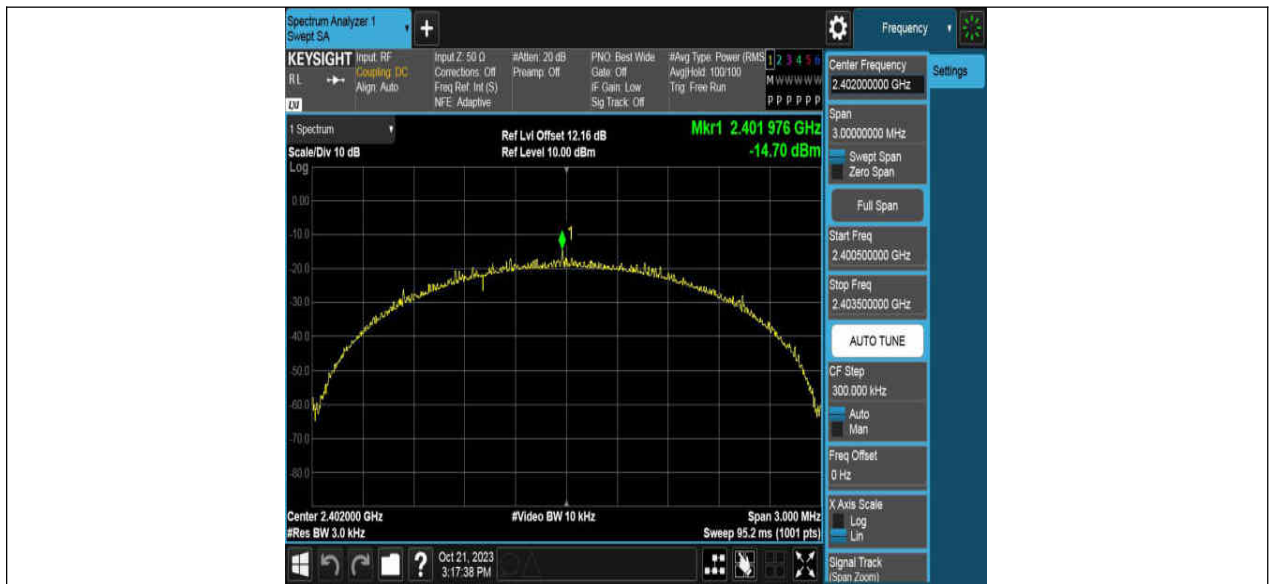 Spectrum Analyzer 1
Swept SA
+
Frequency
KEYSIGHT
RL
LXI
Input: RF
Coupling: DC
Align: Auto
Input Z: 50 Ω
Corrections: Off
Freq Ref: Int (S)
NFE: Adaptive
#Atten: 20 dB
Preamp: Off
PNO: Best Wide
Gate: Off
IF Gain: Low
Sig Track: Off
#Avg Type: Power (RMS
Avg|Hold: 100/100
Trig: Free Run
1 2 3 4 5 6
M W W W W W
P P P P P P
1 Spectrum
Scale/Div 10 dB
Log
Ref Lvl Offset 12.16 dB
Ref Level 10.00 dBm
Mkr1 2.401 976 GHz
-14.70 dBm
0.00
-10.0
-20.0
-30.0
-40.0
-50.0
-60.0
-70.0
-80.0
1
Center 2.402000 GHz
#Res BW 3.0 kHz
#Video BW 10 kHz
Span 3.000 MHz
Sweep 95.2 ms (1001 pts)
?
Oct 21, 2023
3:17:38 PM
Center Frequency
2.402000000 GHz
Settings
Span
3.00000000 MHz
Swept Span
Zero Span
Full Span
Start Freq
2.400500000 GHz
Stop Freq
2.403500000 GHz
AUTO TUNE
CF Step
300.000 kHz
Auto
Man
Freq Offset
0 Hz
X Axis Scale
Log
Lin
Signal Track
(Span Zoom)